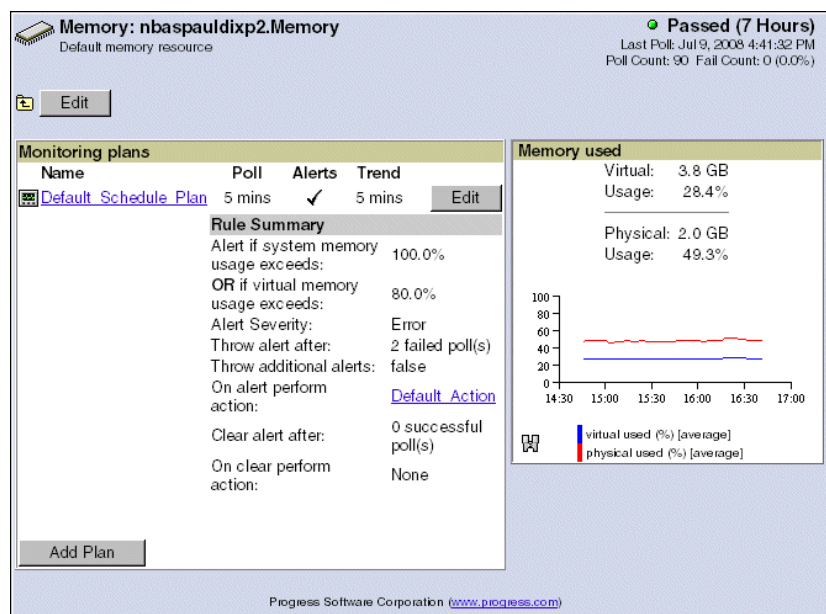 Memory: nbaspauldixp2.Memory
Default memory resource
Passed (7 Hours)
Last Poll: Jul 9, 2008 4:41:32 PM
Poll Count: 90 Fail Count: 0 (0.0%)
Edit
Monitoring plans
Name Poll Alerts Trend
Default Schedule Plan 5 mins ✓ 5 mins Edit
Rule Summary
Alert if system memory
usage exceeds: 100.0%
OR if virtual memory
usage exceeds: 80.0%
Alert Severity: Error
Throw alert after: 2 failed poll(s)
Throw additional alerts: false
On alert perform
action: Default_Action
Clear alert after: 0 successful
poll(s)
On clear perform
action: None
Add Plan
Memory used
Virtual: 3.8 GB
Usage: 28.4%
Physical: 2.0 GB
Usage: 49.3%
100
80
60
40
20
0
14:30 15:00 15:30 16:00 16:30 17:00
virtual used (%) [average]
physical used (%) [average]
Progress Software Corporation (www.progress.com)